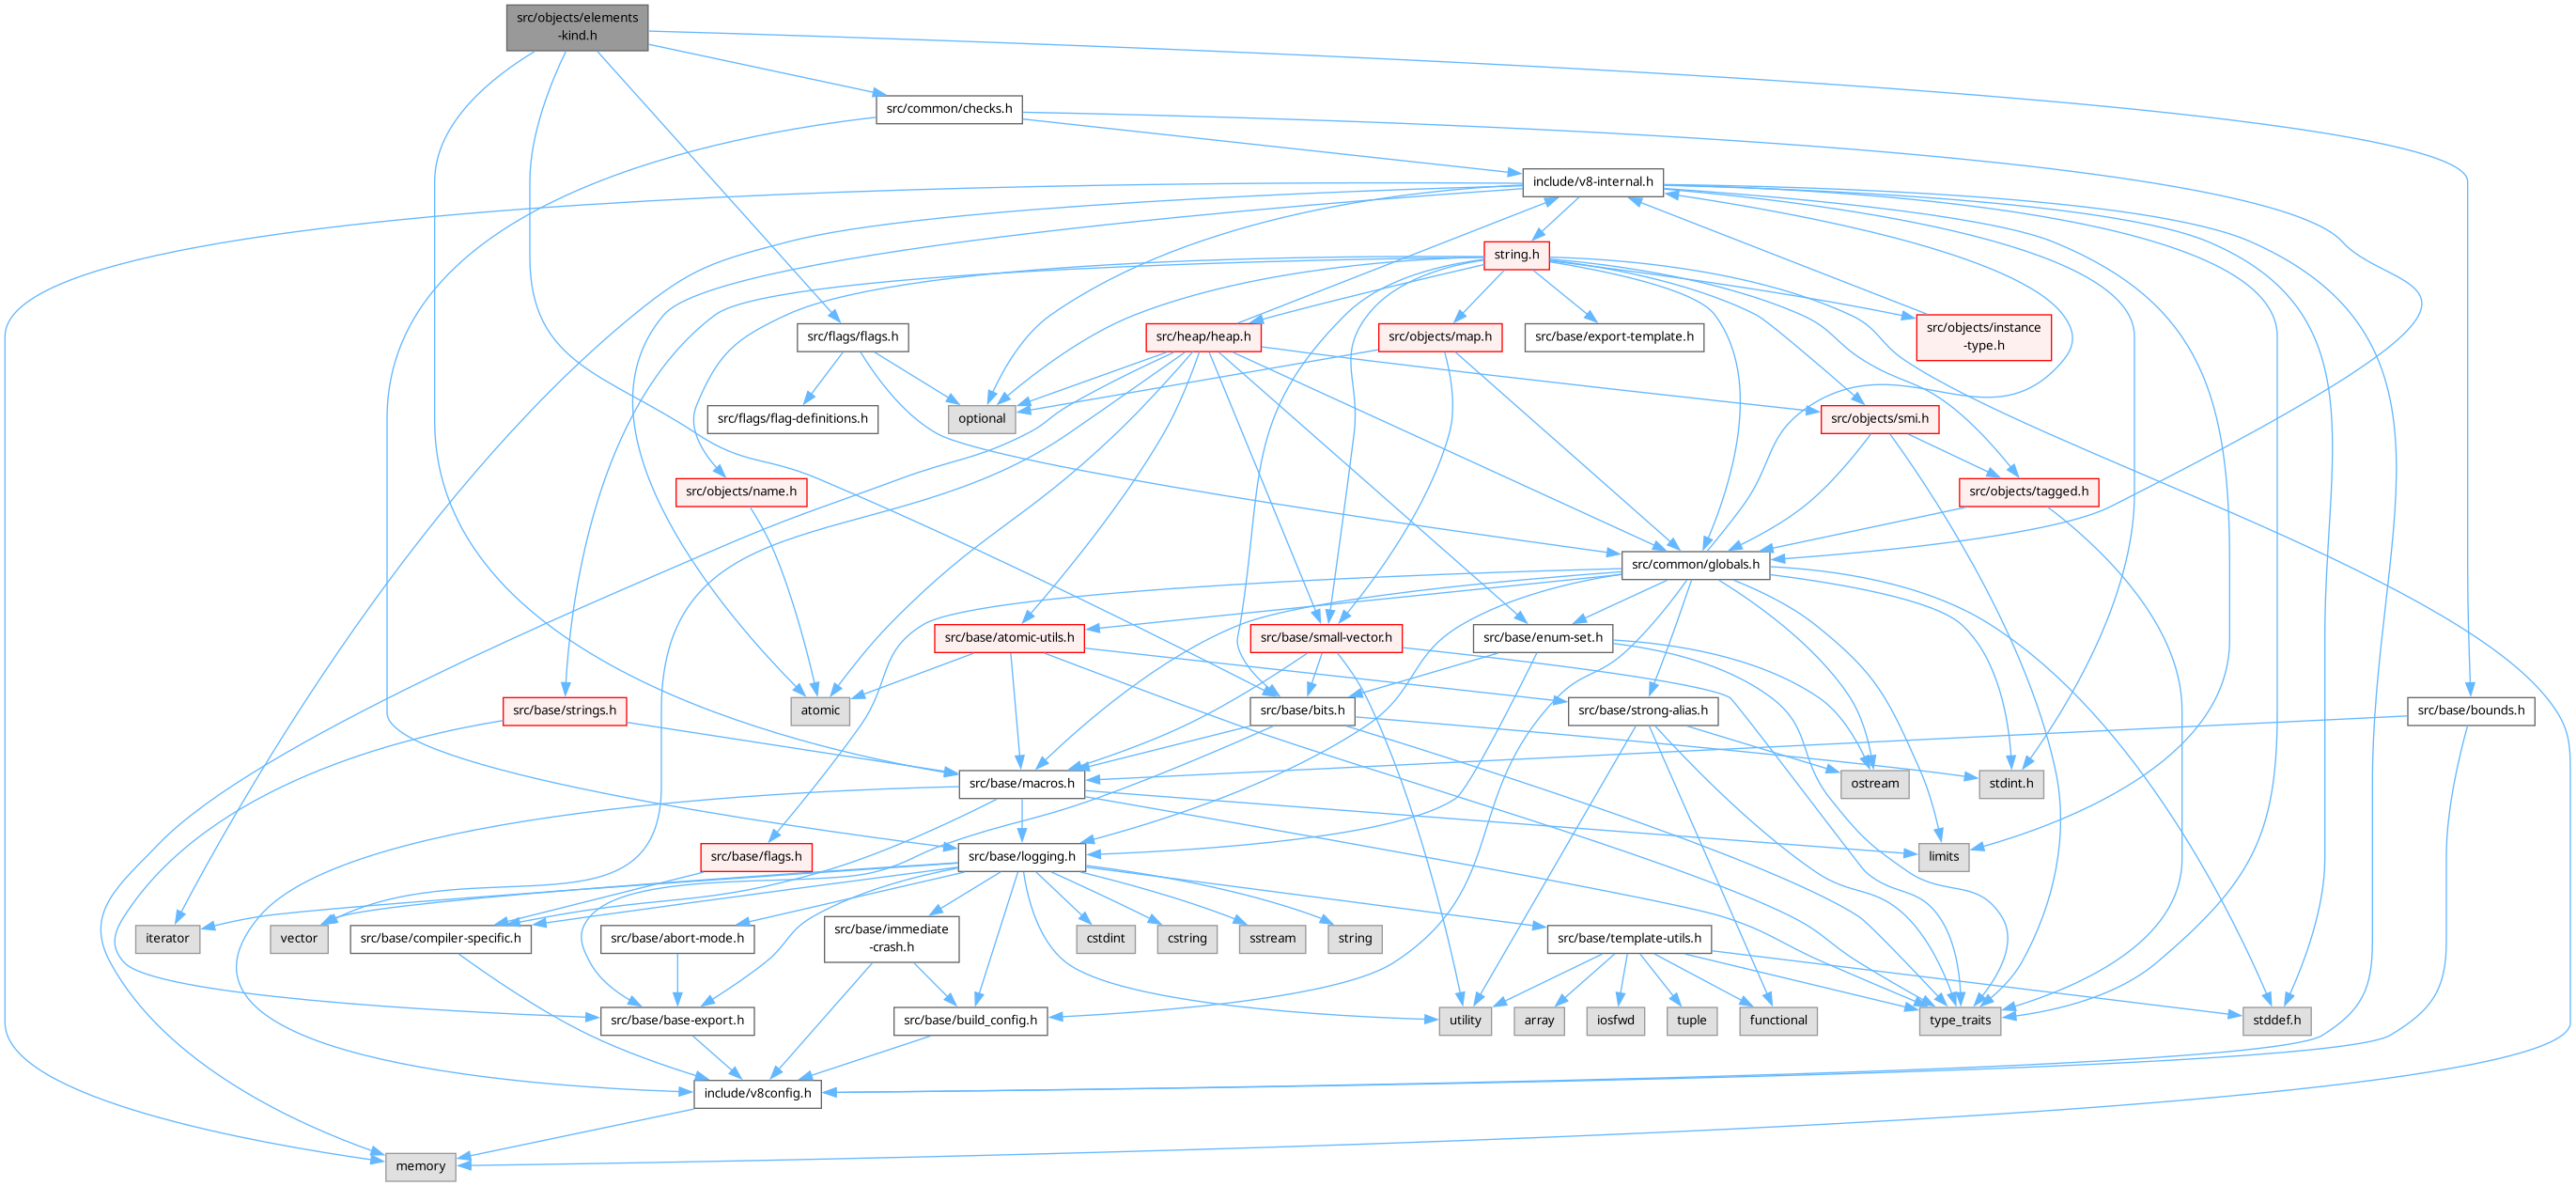 src/objects/elements
-kind.h
src/common/checks.h
include/v8-internal.h
string.h
src/flags/flags.h
src/heap/heap.h
src/objects/map.h
src/base/export-template.h
src/objects/instance
-type.h
src/flags/flag-definitions.h
optional
src/objects/smi.h
src/objects/name.h
src/objects/tagged.h
src/common/globals.h
src/base/atomic-utils.h
src/base/small-vector.h
src/base/enum-set.h
src/base/strings.h
atomic
src/base/bits.h
src/base/strong-alias.h
src/base/bounds.h
src/base/macros.h
ostream
stdint.h
src/base/flags.h
src/base/logging.h
limits
iterator
vector
src/base/compiler-specific.h
src/base/abort-mode.h
src/base/immediate
-crash.h
cstdint
cstring
sstream
string
src/base/template-utils.h
src/base/base-export.h
src/base/build_config.h
utility
array
iosfwd
tuple
functional
type_traits
stddef.h
include/v8config.h
memory